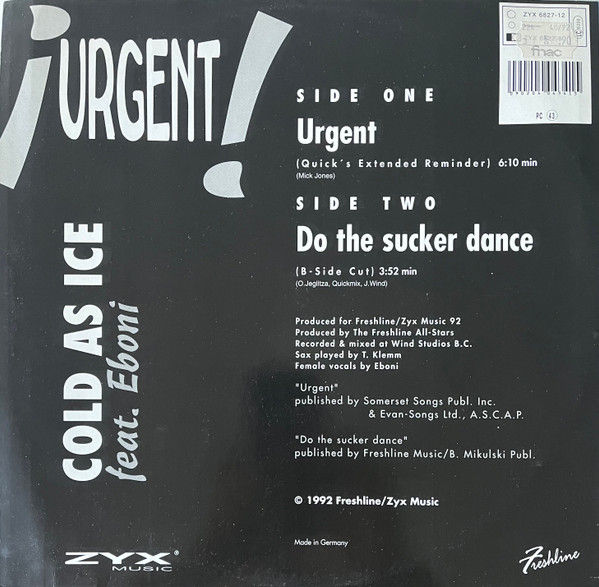 ¡URGENT!
COLD AS ICE
feat. Eboni
SIDE ONE
Urgent
(Quick's Extended Reminder) 6:10 min
(Mick Jones)
SIDE TWO
Do the sucker dance
(B-Side Cut) 3:52 min
(O.Jeglitza, Quickmix, J.Wind)
Produced for Freshline/Zyx Music 92
Produced by The Freshline All-Stars
Recorded & mixed at Wind Studios B.C.
Sax played by T. Klemm
Female vocals by Eboni
"Urgent"
published by Somerset Songs Publ. Inc.
& Evan-Songs Ltd., A.S.C.A.P.
"Do the sucker dance"
published by Freshline Music/B. Mikulski Publ.
© 1992 Freshline/Zyx Music
Made in Germany
ZYX®
MUSIC
Freshline
ZYX 6627-12
fnac
PC 43